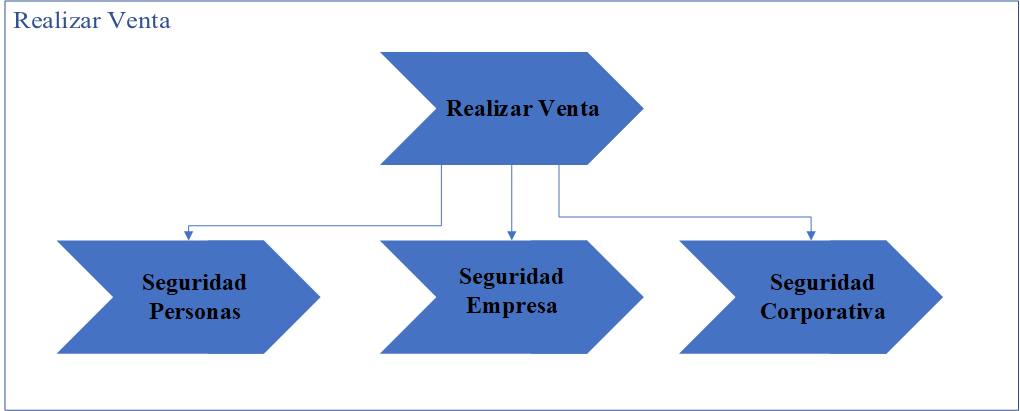 Realizar Venta
Realizar Venta
Seguridad
Personas
Seguridad
Empresa
Seguridad
Corporativa